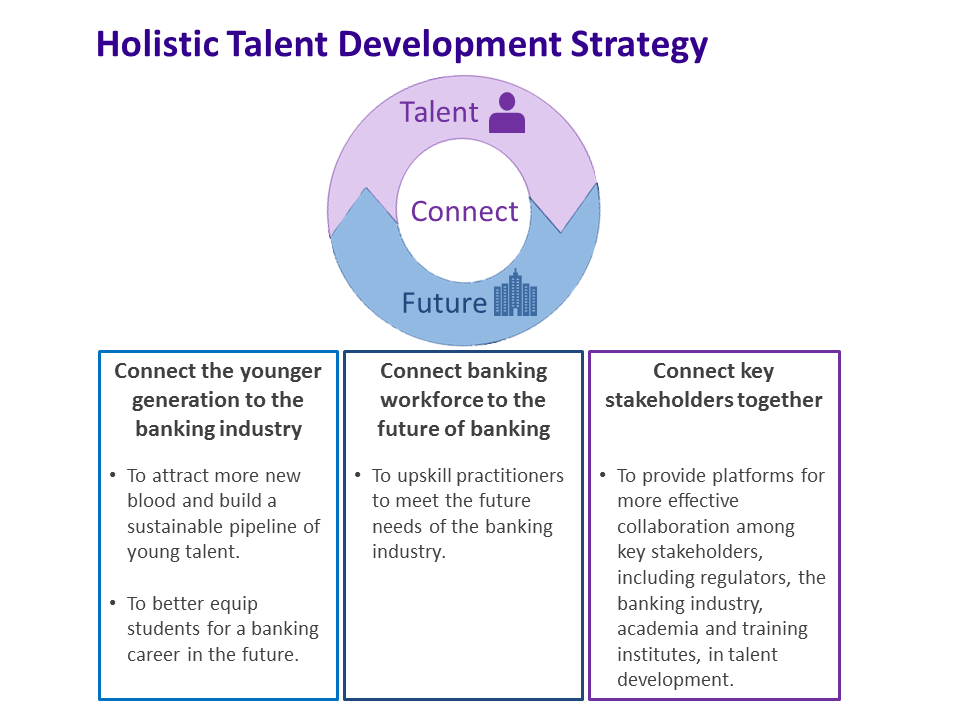 Holistic Talent Development Strategy
Talent
Connect
Future
Connect the younger
generation to the
banking industry
• To attract more new
blood and build a
sustainable pipeline of
young talent.
• To better equip
students for a banking
career in the future.
Connect banking
workforce to the
future of banking
• To upskill practitioners
to meet the future
needs of the banking
industry.
Connect key
stakeholders together
• To provide platforms for
more effective
collaboration among
key stakeholders,
including regulators, the
banking industry,
academia and training
institutes, in talent
development.